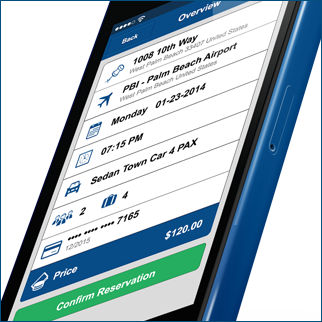 Back Overview
1008 10th Way
West Palm Beach 33407 United States
PBI - Palm Beach Airport
West Palm Beach United States
Monday 01-23-2014
07:15 PM
Sedan Town Car 4 PAX
2 4
•••• •••• •••• 7165
12/2015
Price $120.00
Confirm Reservation